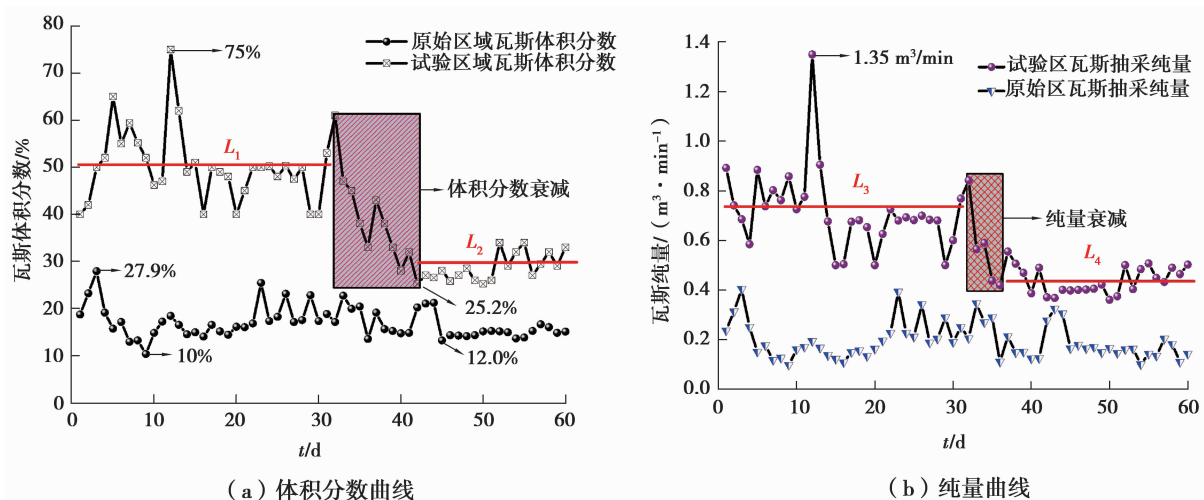 80
70
60
50
40
30
20
10
0
瓦斯体积分数/%
原始区域瓦斯体积分数
试验区域瓦斯体积分数
75%
L1
体积分数衰减
L2
27.9%
25.2%
10%
12.0%
0 10 20 30 40 50 60
t/d
(a)体积分数曲线
1.4
1.2
1.0
0.8
0.6
0.4
0.2
0.0
瓦斯纯量/(m³·min⁻¹)
1.35 m³/min
试验区瓦斯抽采纯量
原始区瓦斯抽采纯量
L3
纯量衰减
L4
0 10 20 30 40 50 60
t/d
(b)纯量曲线